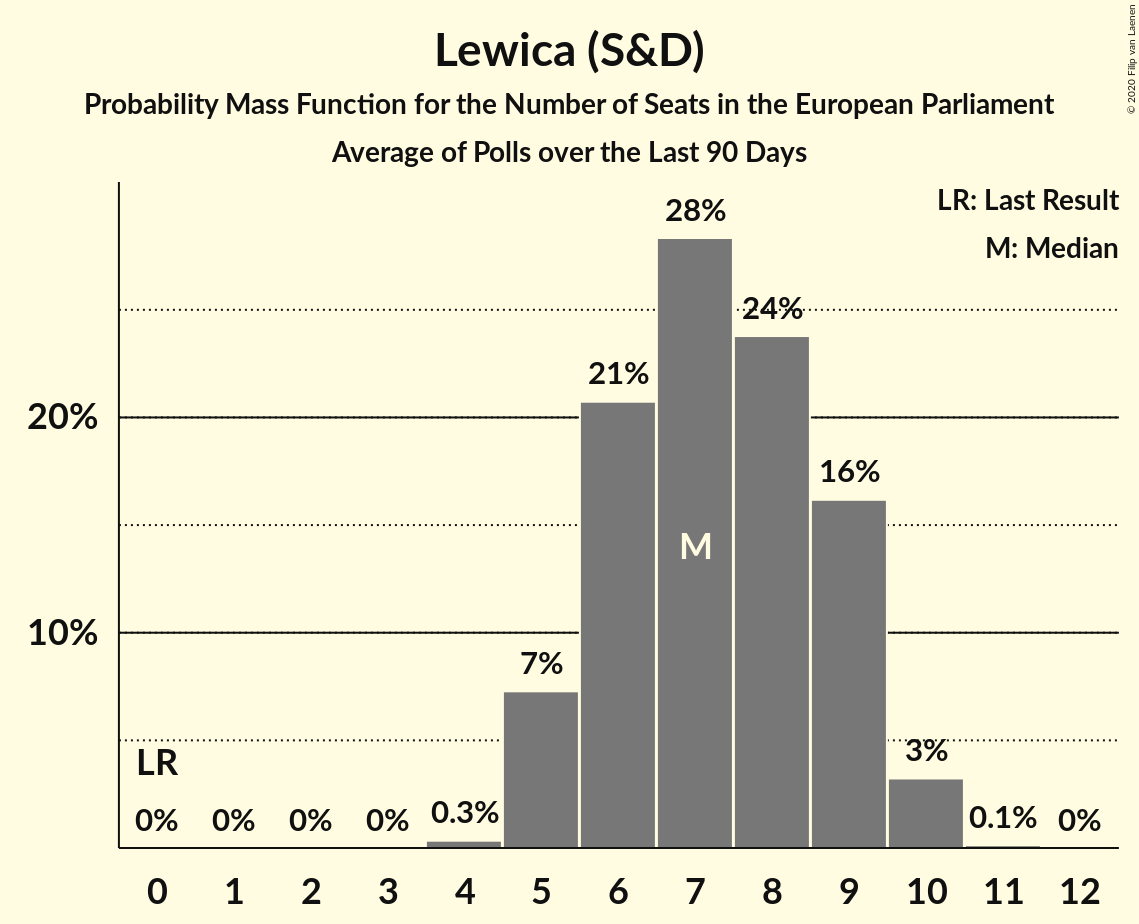 Lewica (S&D)
Probability Mass Function for the Number of Seats in the European Parliament
Average of Polls over the Last 90 Days
© 2020 Filip van Laenen
LR: Last Result
M: Median
28%
24%
21%
20%
16%
M
10%
7%
3%
LR
0% 0% 0% 0% 0.3% 0.1% 0%
0 1 2 3 4 5 6 7 8 9 10 11 12